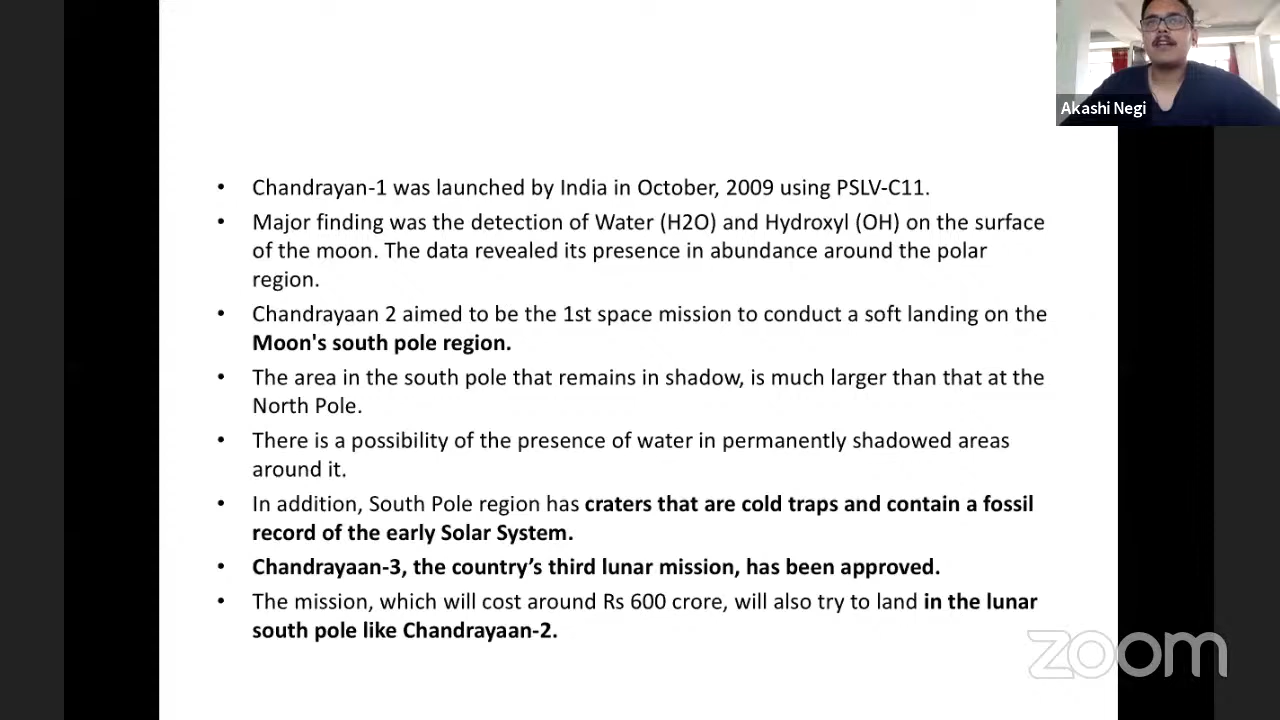 Akashi Negi
• Chandrayan-1 was launched by India in October, 2009 using PSLV-C11.
• Major finding was the detection of Water (H2O) and Hydroxyl (OH) on the surface
of the moon. The data revealed its presence in abundance around the polar
region.
• Chandrayaan 2 aimed to be the 1st space mission to conduct a soft landing on the
Moon's south pole region.
• The area in the south pole that remains in shadow, is much larger than that at the
North Pole.
• There is a possibility of the presence of water in permanently shadowed areas
around it.
• In addition, South Pole region has craters that are cold traps and contain a fossil
record of the early Solar System.
• Chandrayaan-3, the country’s third lunar mission, has been approved.
• The mission, which will cost around Rs 600 crore, will also try to land in the lunar
south pole like Chandrayaan-2.
zoom